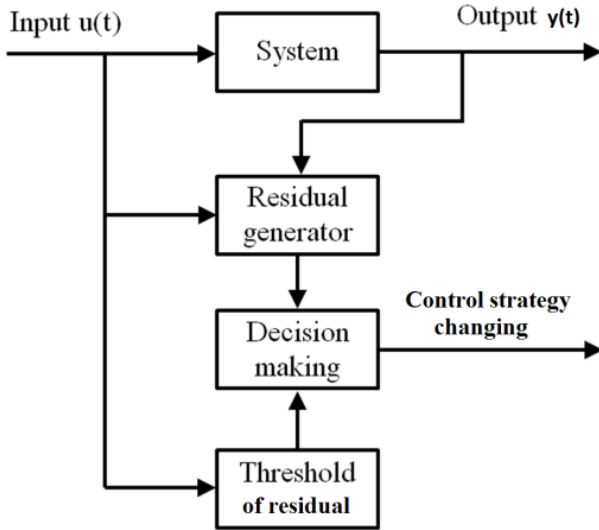 Input u(t)
Output y(t)
System
Residual
generator
Control strategy
changing
Decision
making
Threshold
of residual